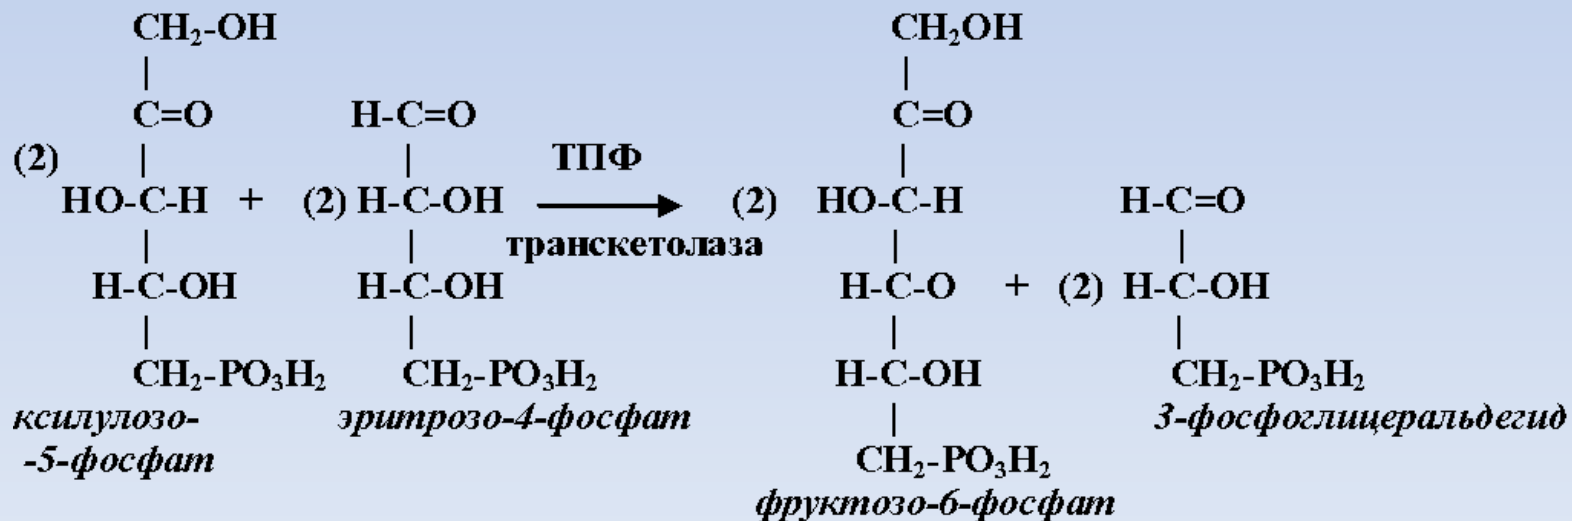 CH₂-OH CH₂OH
| |
C=O H-C=O C=O
(2) | | ТПФ |
HO-C-H + (2) H-C-OH (2) HO-C-H H-C=O
| | транскетолаза | |
H-C-OH H-C-OH H-C-O + (2) H-C-OH
| | | |
CH₂-PO₃H₂ CH₂-PO₃H₂ H-C-OH CH₂-PO₃H₂
ксилулозо- эритрозо-4-фосфат | 3-фосфоглицеральдегид
-5-фосфат CH₂-PO₃H₂
фруктозо-6-фосфат